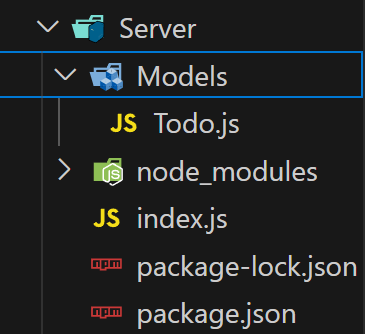 Server
Models
JS Todo.js
node_modules
JS index.js
package-lock.json
package.json